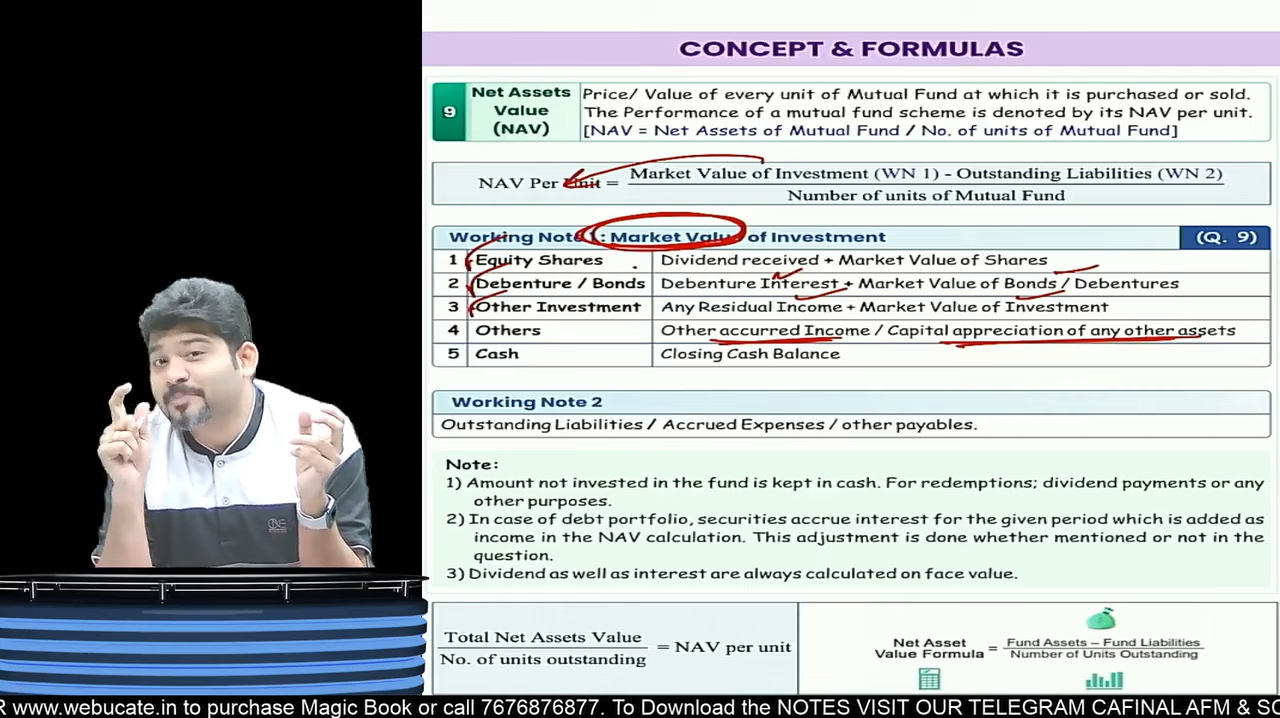 CONCEPT & FORMULAS
9
Net Assets
Value
(NAV)
Price/ Value of every unit of Mutual Fund at which it is purchased or sold.
The Performance of a mutual fund scheme is denoted by its NAV per unit.
[NAV = Net Assets of Mutual Fund / No. of units of Mutual Fund]
NAV Per Unit = Market Value of Investment (WN 1) - Outstanding Liabilities (WN 2)
Number of units of Mutual Fund
Working Note 1: Market Value of Investment (Q. 9)
1 Equity Shares Dividend received + Market Value of Shares
2 Debenture / Bonds Debenture Interest + Market Value of Bonds / Debentures
3 Other Investment Any Residual Income + Market Value of Investment
4 Others Other accurred Income / Capital appreciation of any other assets
5 Cash Closing Cash Balance
Working Note 2
Outstanding Liabilities / Accrued Expenses / other payables.
Note:
1) Amount not invested in the fund is kept in cash. For redemptions; dividend payments or any
other purposes.
2) In case of debt portfolio, securities accrue interest for the given period which is added as
income in the NAV calculation. This adjustment is done whether mentioned or not in the
question.
3) Dividend as well as interest are always calculated on face value.
Total Net Assets Value
No. of units outstanding
= NAV per unit
Net Asset
Value Formula = Fund Assets – Fund Liabilities
Number of Units Outstanding
R www.webucate.in to purchase Magic Book or call 7676876877. To Download the NOTES VISIT OUR TELEGRAM CAFINAL AFM & SC